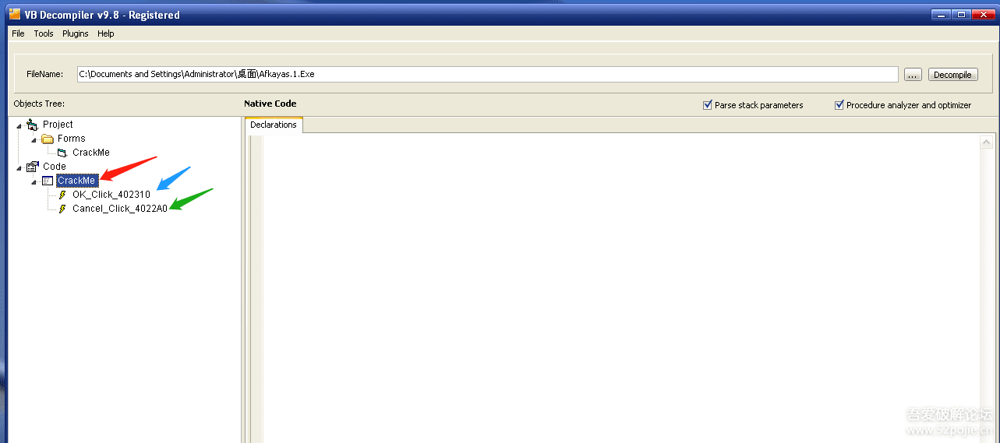 VB Decompiler v9.8 - Registered
File Tools Plugins Help
FileName: C:\Documents and Settings\Administrator\桌面\Afkayas.1.Exe ... Decompile
Objects Tree: Native Code Parse stack parameters Procedure analyzer and optimizer
Project Declarations
Forms
CrackMe
Code
CrackMe
OK_Click_402310
Cancel_Click_4022A0
吾爱破解论坛
www.52pojie.cn